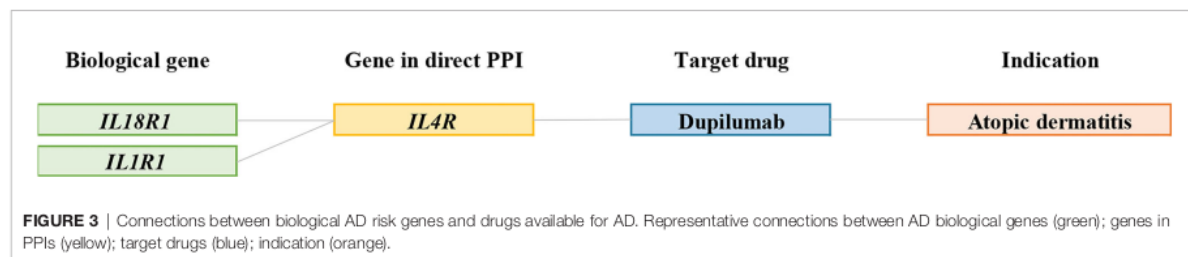 Biological gene Gene in direct PPI Target drug Indication
IL18R1 IL4R Dupilumab Atopic dermatitis
IL1R1
FIGURE 3 | Connections between biological AD risk genes and drugs available for AD. Representative connections between AD biological genes (green); genes in
PPIs (yellow); target drugs (blue); indication (orange).